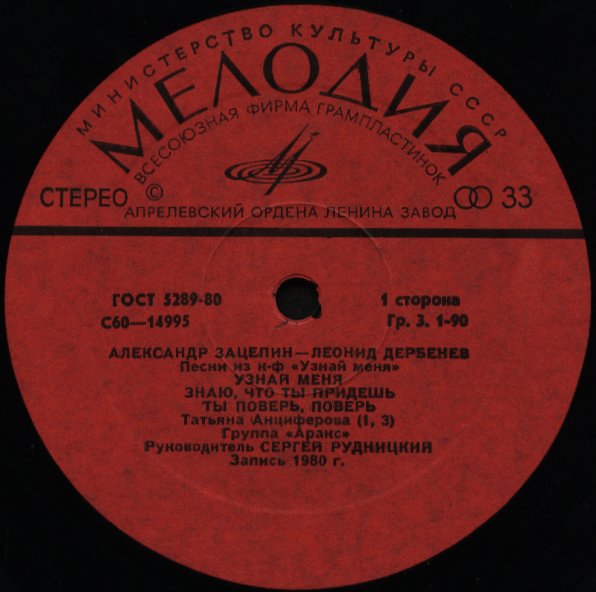 МИНИСТЕРСТВО КУЛЬТУРЫ СССР
МЕЛОДИЯ
ВСЕСОЮЗНАЯ ФИРМА ГРАМПЛАСТИНОК
СТЕРЕО © 33
АПРЕЛЕВСКИЙ ОРДЕНА ЛЕНИНА ЗАВОД
ГОСТ 5289-80 1 сторона
С60—14995 Гр. 3. 1-90
АЛЕКСАНДР ЗАЦЕПИН—ЛЕОНИД ДЕРБЕНЕВ
Песни из к-ф «Узнай меня»
УЗНАЙ МЕНЯ
ЗНАЮ, ЧТО ТЫ ПРИДЕШЬ
ТЫ ПОВЕРЬ, ПОВЕРЬ
Татьяна Анциферова (1, 3)
Группа «Аракс»
Руководитель СЕРГЕЙ РУДНИЦКИЙ
Запись 1980 г.